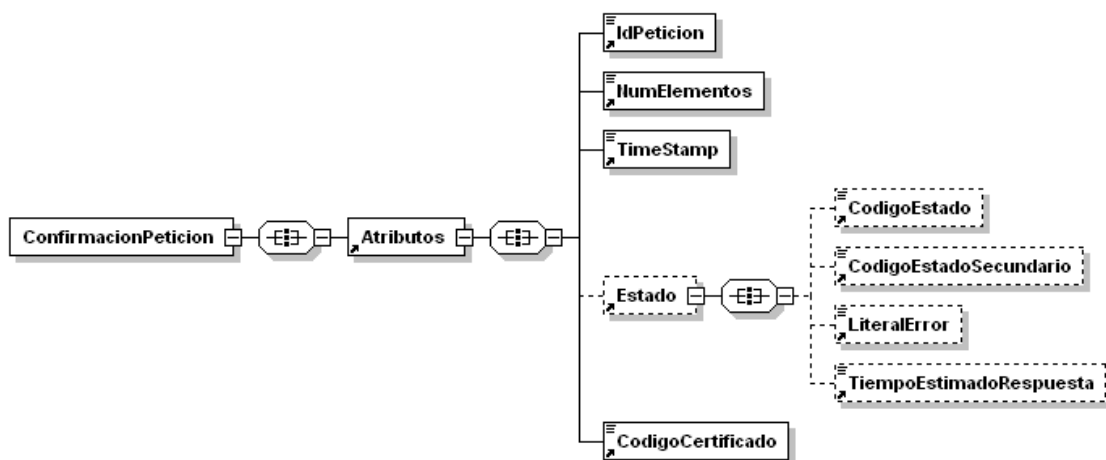 IdPeticion
NumElementos
TimeStamp
CodigoEstado
ConfirmacionPeticion
Atributos
CodigoEstadoSecundario
Estado
LiteralError
TiempoEstimadoRespuesta
CodigoCertificado